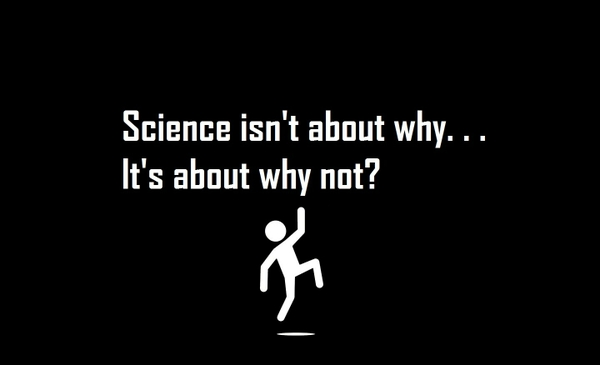 Science isn't about why. . .
It's about why not?